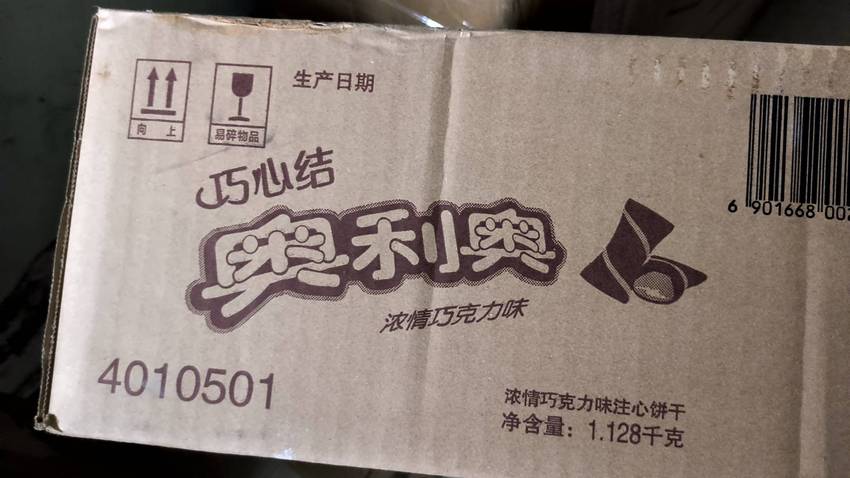 生产日期
向 上
易碎物品
巧心结
奥利奥
浓情巧克力味
6 901668 00
4010501
浓情巧克力味注心饼干
净含量：1.128千克